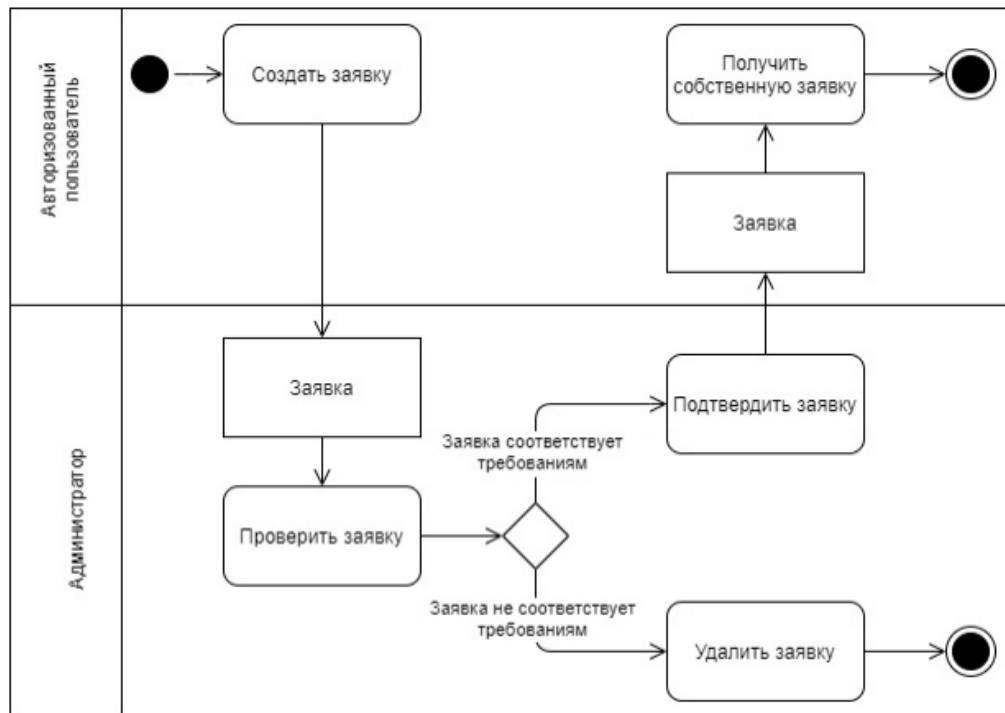 Авторизованный
пользователь
Создать заявку
Получить
собственную заявку
Заявка
Администратор
Заявка
Проверить заявку
Заявка соответствует
требованиям
Подтвердить заявку
Заявка не соответствует
требованиям
Удалить заявку